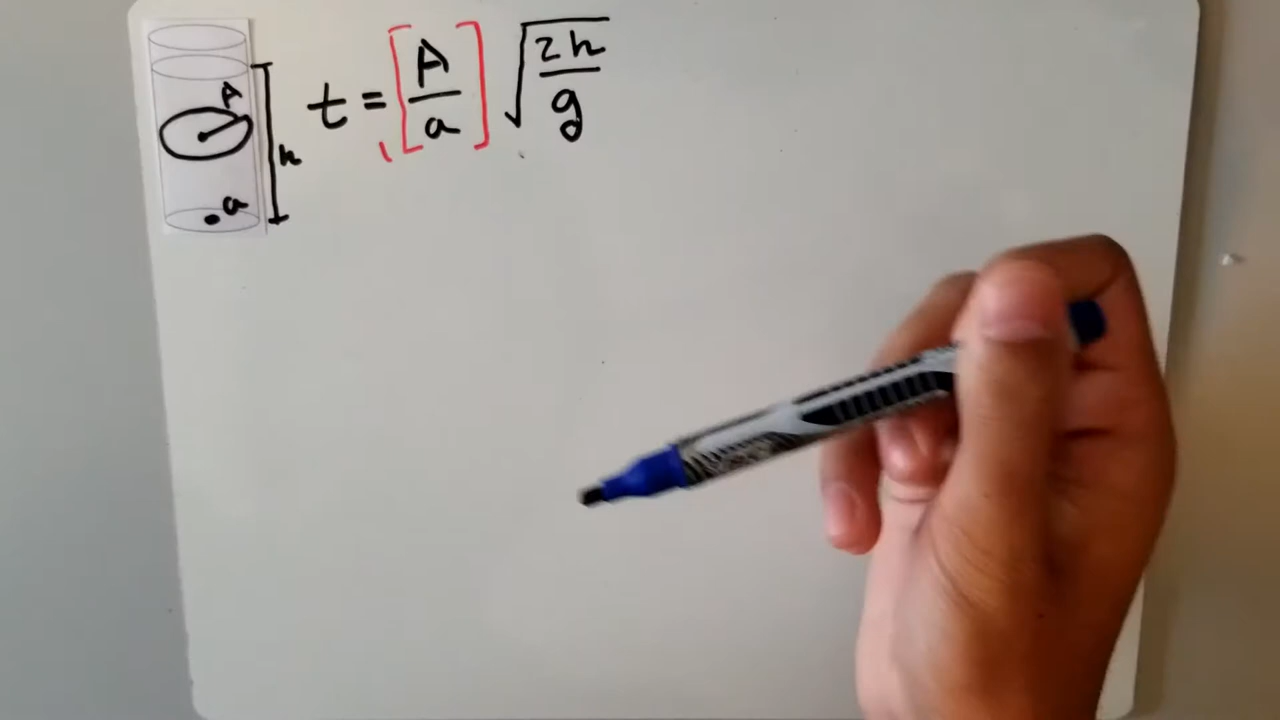 t = [A/a] √(2h/g)
A
h
a